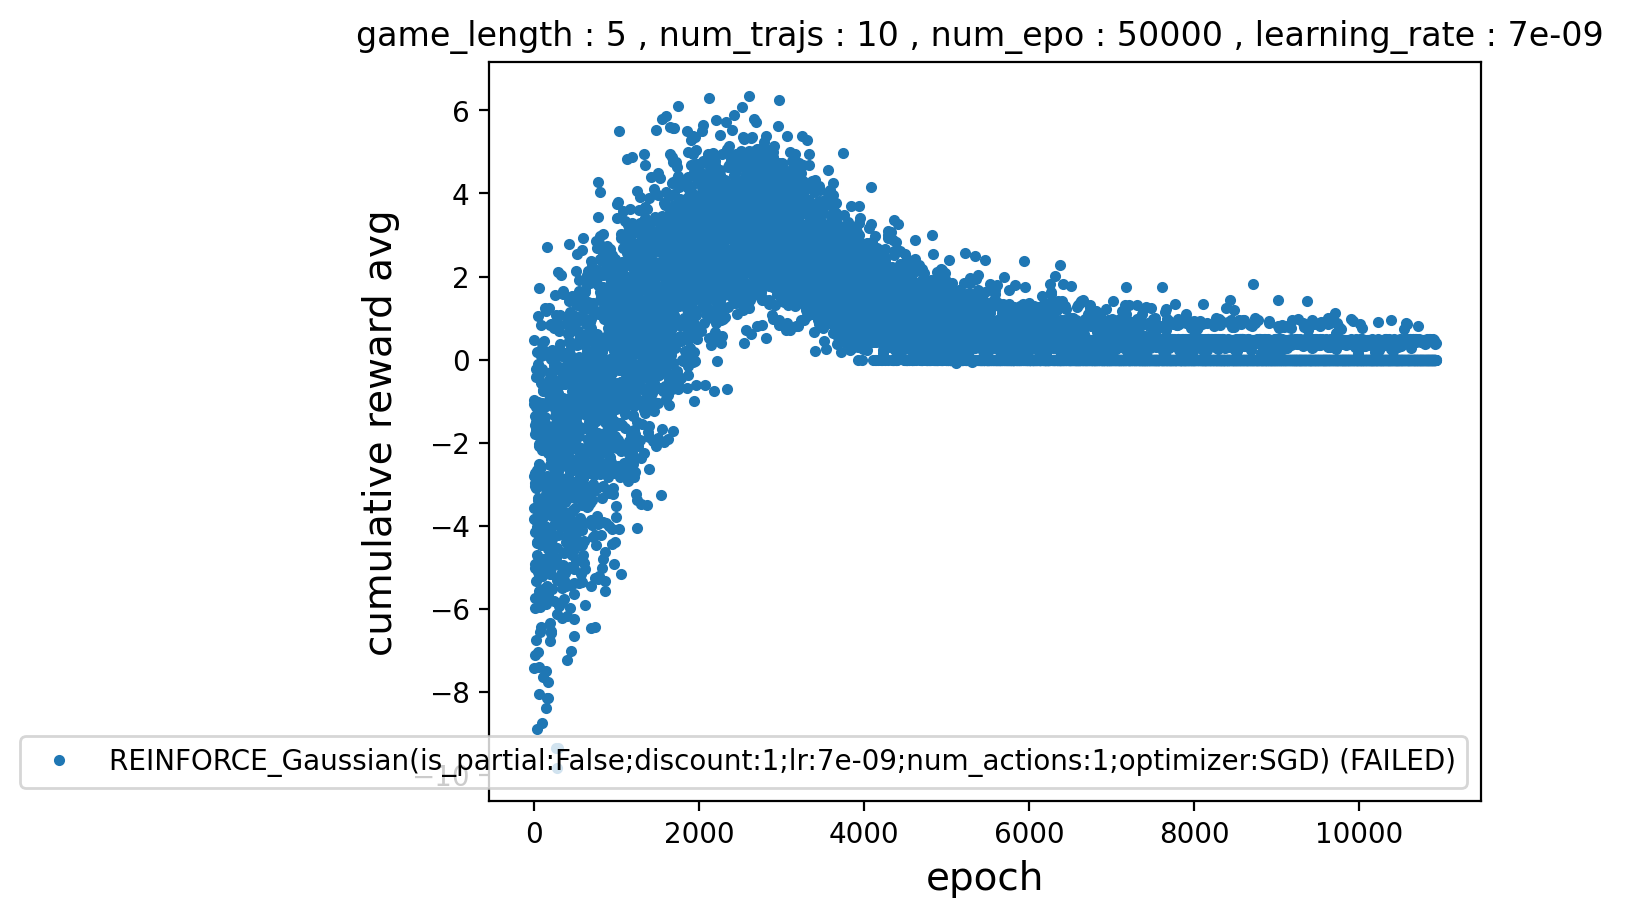 game_length : 5 , num_trajs : 10 , num_epo : 50000 , learning_rate : 7e-09
cumulative reward avg
6
4
2
0
−2
−4
−6
−8
−10
REINFORCE_Gaussian(is_partial:False;discount:1;lr:7e-09;num_actions:1;optimizer:SGD) (FAILED)
0 2000 4000 6000 8000 10000
epoch